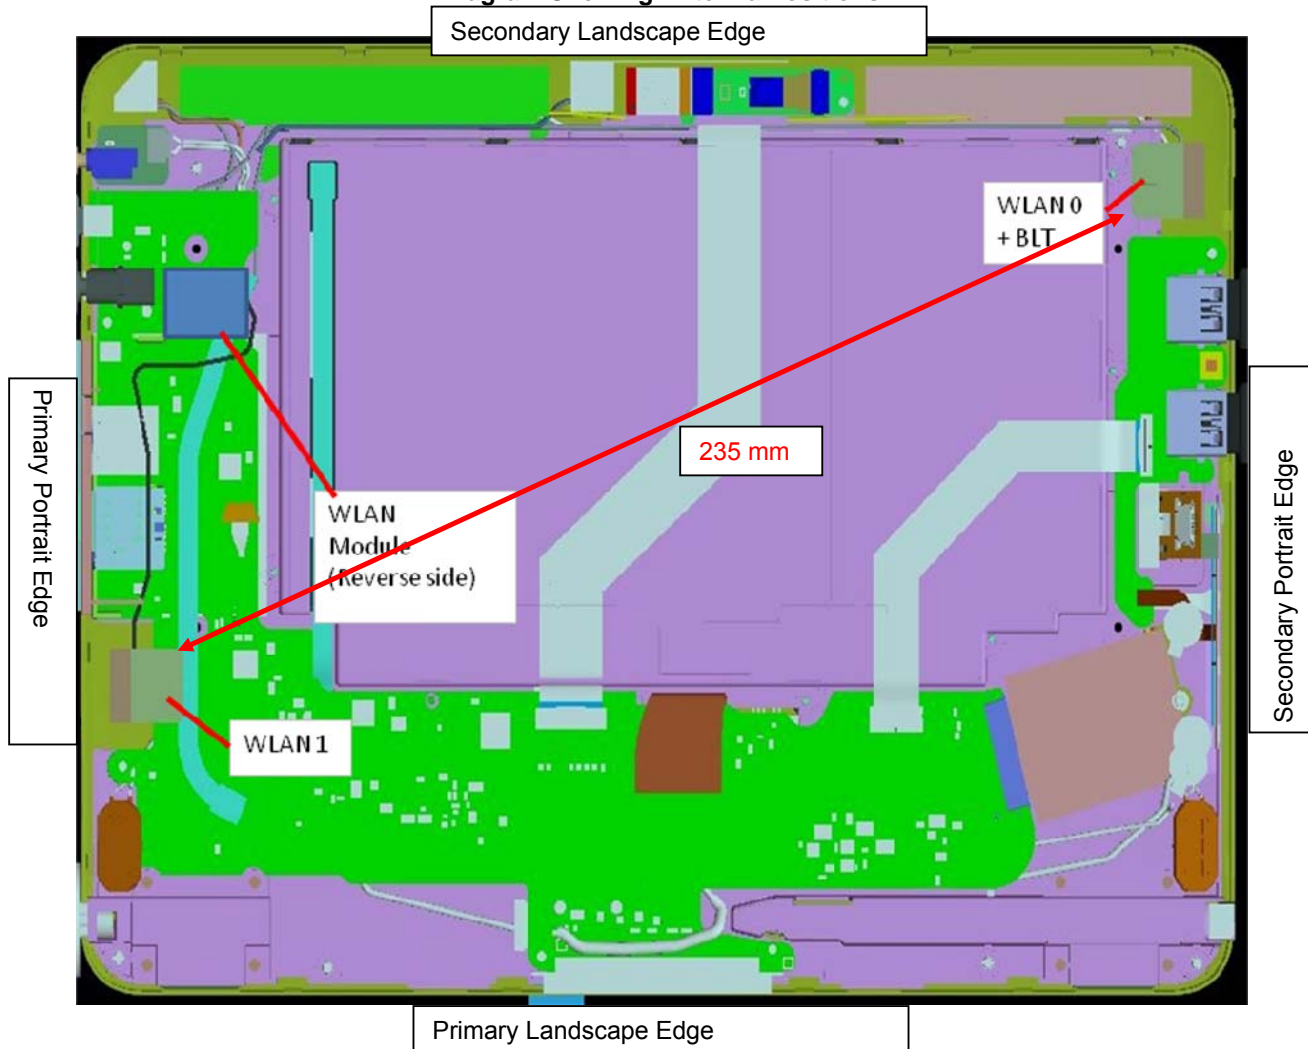 Secondary Landscape Edge
WLAN 0
+ BLT
Primary Portrait Edge
235 mm
Secondary Portrait Edge
WLAN
Module
(Reverse side)
WLAN 1
Primary Landscape Edge